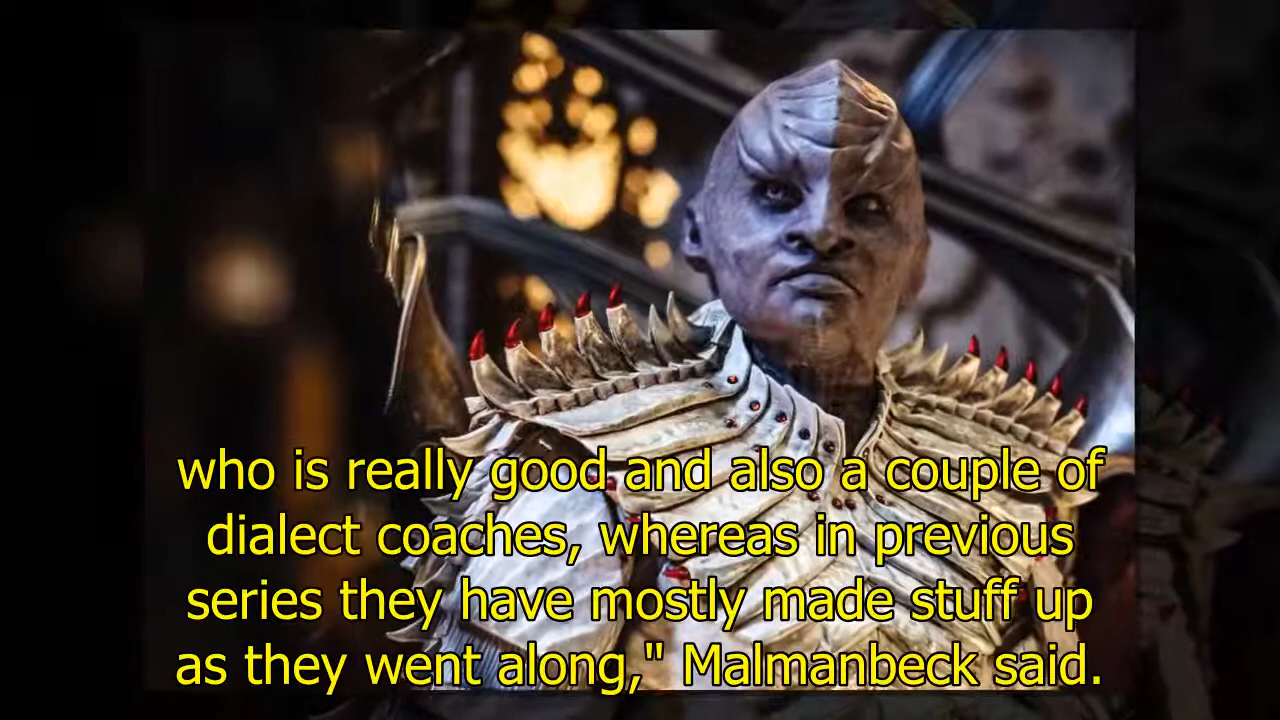 who is really good and also a couple of
dialect coaches, whereas in previous
series they have mostly made stuff up
as they went along," Malmanbeck said.